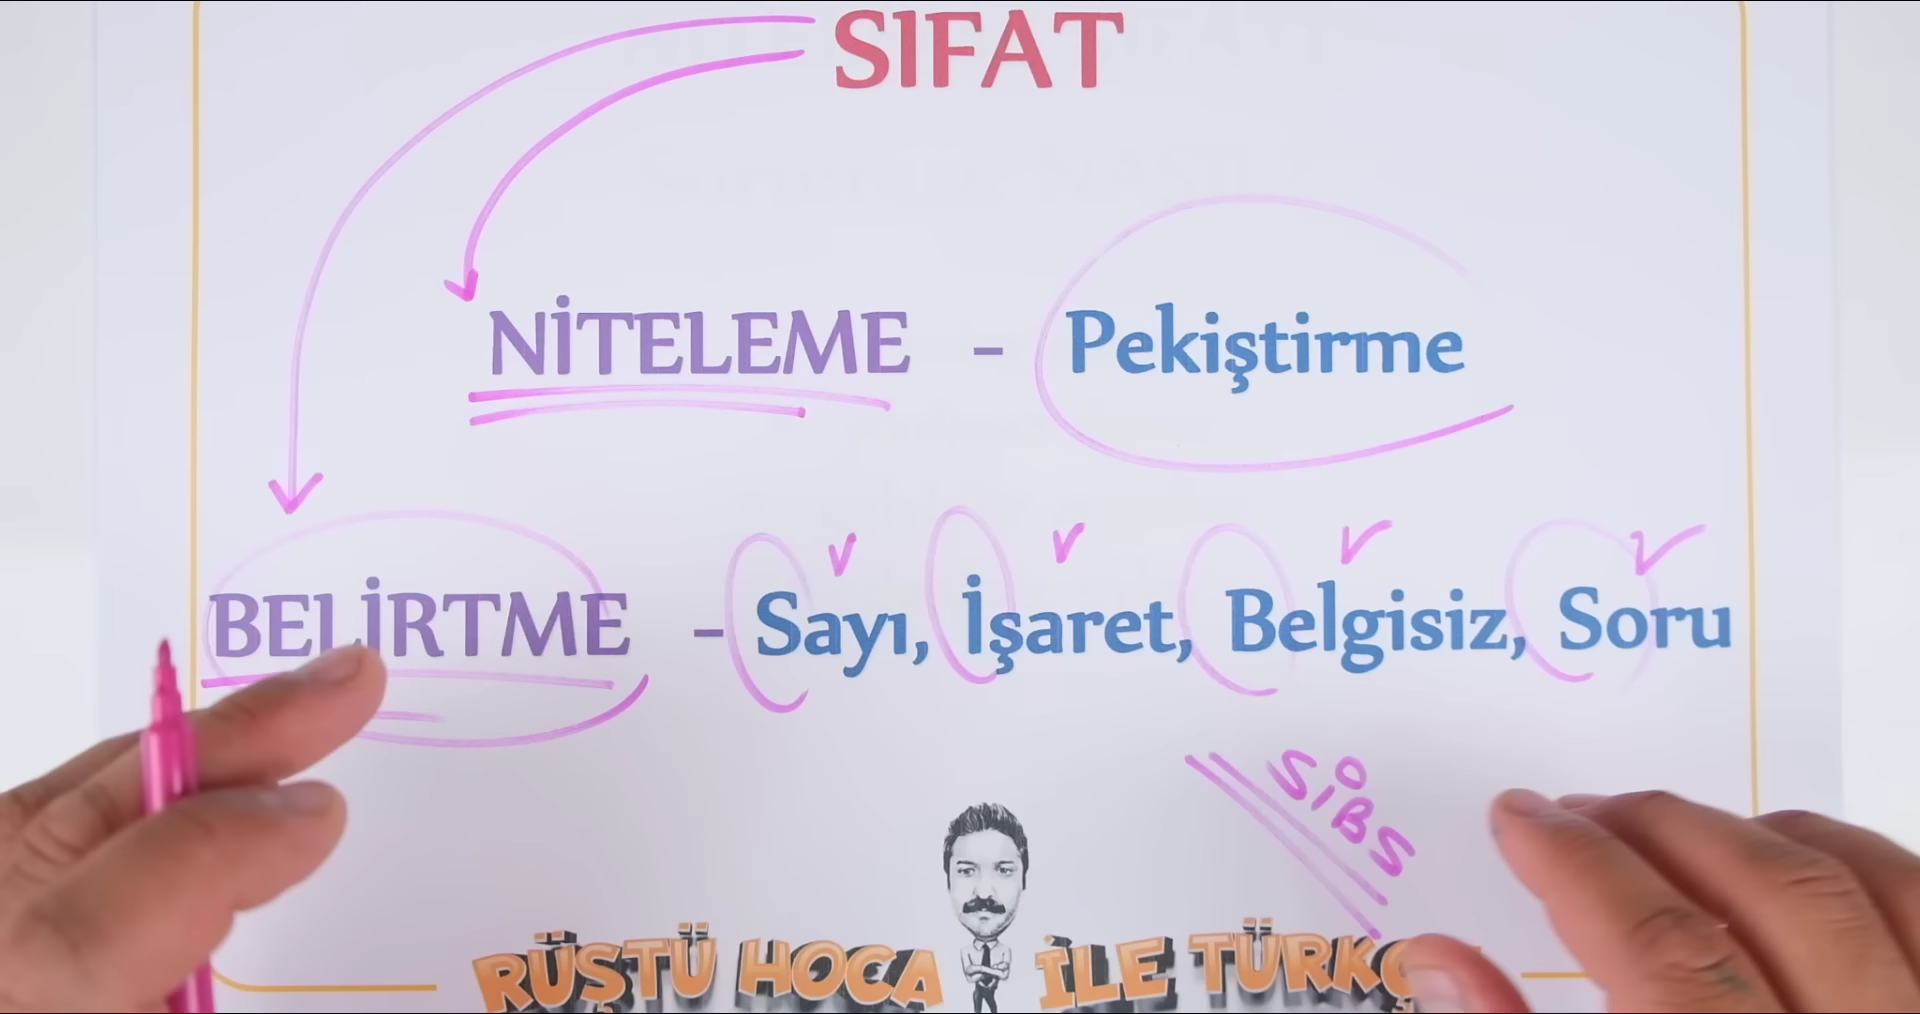 SIFAT
NİTELEME - Pekiştirme
BELİRTME - Sayı, İşaret, Belgisiz, Soru
SİBS
RÜŞTÜ HOCA İLE TÜRKÇ